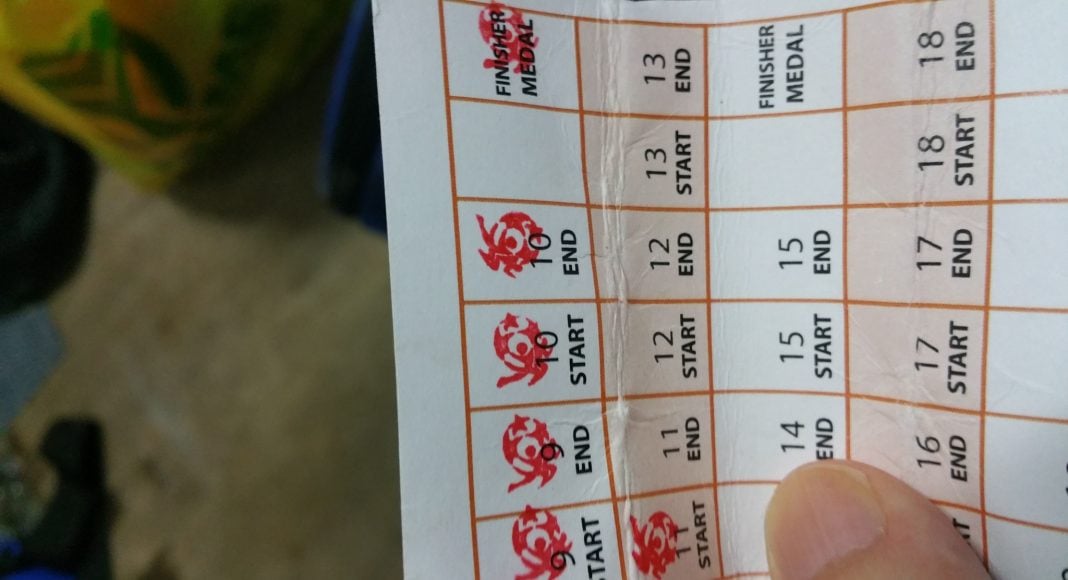 9
TART
9
END
10
START
10
END
FINISHER
MEDAL
11
START
11
END
12
START
12
END
13
START
13
END
14
END
15
START
15
END
FINISHER
MEDAL
16
END
17
START
17
END
18
START
18
END